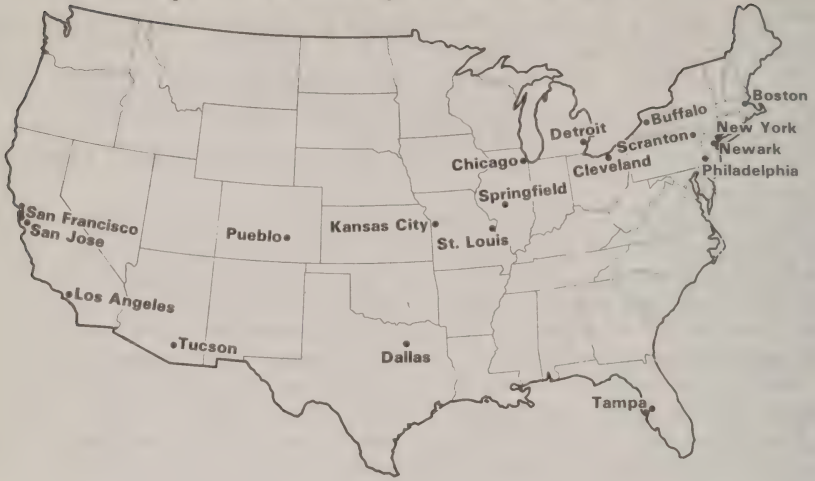 Boston
Buffalo
Detroit
New York
Scranton
Newark
Chicago
Cleveland
Philadelphia
Springfield
San Francisco
San Jose
Pueblo
Kansas City
St. Louis
Los Angeles
Tucson
Dallas
Tampa